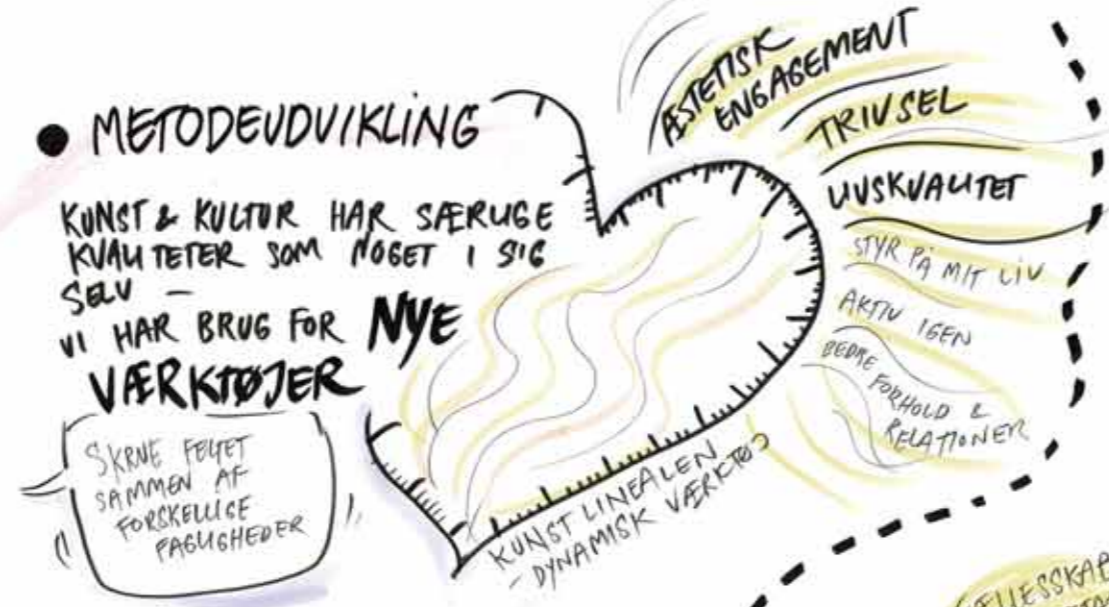 • METODEUDVIKLING
KUNST & KULTUR HAR SÆRLIGE
KVALITETER SOM NOGET I SIG
SELV –
VI HAR BRUG FOR NYE
VÆRKTØJER
SKRIVE FELTET
SAMMEN AF
FORSKELLIGE
FAGLIGHEDER
KUNST LINEALEN
– DYNAMISK VÆRKTØJ
ÆSTETISK
ENGAGEMENT
TRIVSEL
LIVSKVALITET
STYR PÅ MIT LIV
AKTIV IGEN
BEDRE
FORHOLD &
RELATIONER